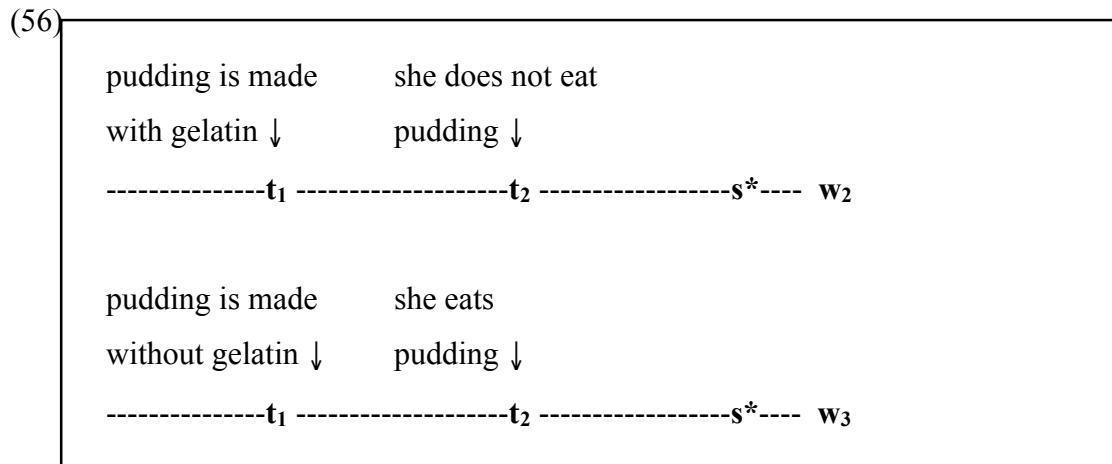 (56)
pudding is made she does not eat
with gelatin ↓ pudding ↓
---------------t₁ --------------------t₂ ------------------s*---- w₂
pudding is made she eats
without gelatin ↓ pudding ↓
---------------t₁ --------------------t₂ ------------------s*---- w₃